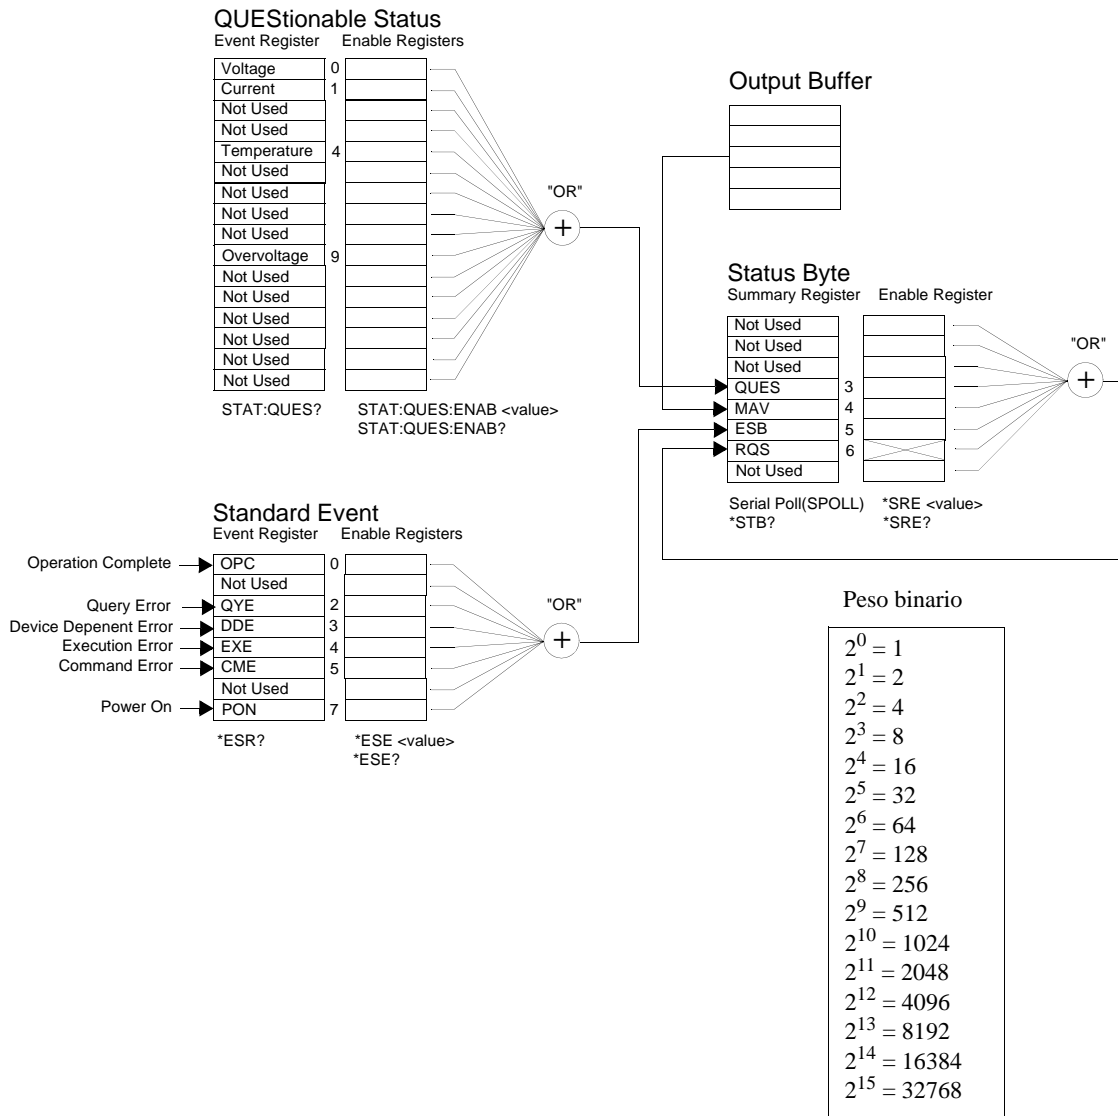 QUEStionable Status
Event Register Enable Registers
Voltage 0
Current 1
Not Used
Not Used
Temperature 4
Not Used
Not Used
Not Used
Not Used
Overvoltage 9
Not Used
Not Used
Not Used
Not Used
Not Used
Not Used
STAT:QUES? STAT:QUES:ENAB <value>
STAT:QUES:ENAB?
"OR"
+
Output Buffer
Status Byte
Summary Register Enable Register
Not Used
Not Used
Not Used
QUES 3
MAV 4
ESB 5
RQS 6
Not Used
Serial Poll(SPOLL) *SRE <value>
*STB? *SRE?
"OR"
+
Standard Event
Event Register Enable Registers
Operation Complete OPC 0
Not Used
Query Error QYE 2
Device Depenent Error DDE 3
Execution Error EXE 4
Command Error CME 5
Not Used
Power On PON 7
*ESR? *ESE <value>
*ESE?
"OR"
+
Peso binario
2^0 = 1
2^1 = 2
2^2 = 4
2^3 = 8
2^4 = 16
2^5 = 32
2^6 = 64
2^7 = 128
2^8 = 256
2^9 = 512
2^10 = 1024
2^11 = 2048
2^12 = 4096
2^13 = 8192
2^14 = 16384
2^15 = 32768